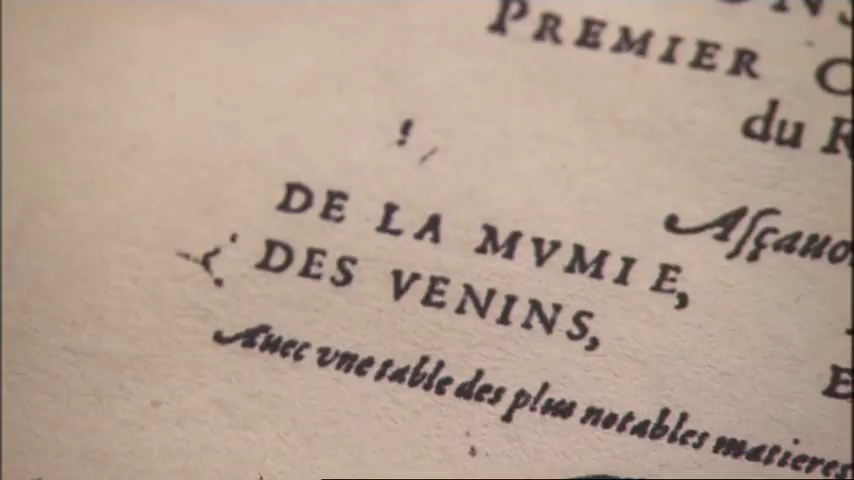 PREMIER
du
Asçauo
DE LA MVMIE,
DES VENINS,
Auec vne table des plus notables matieres